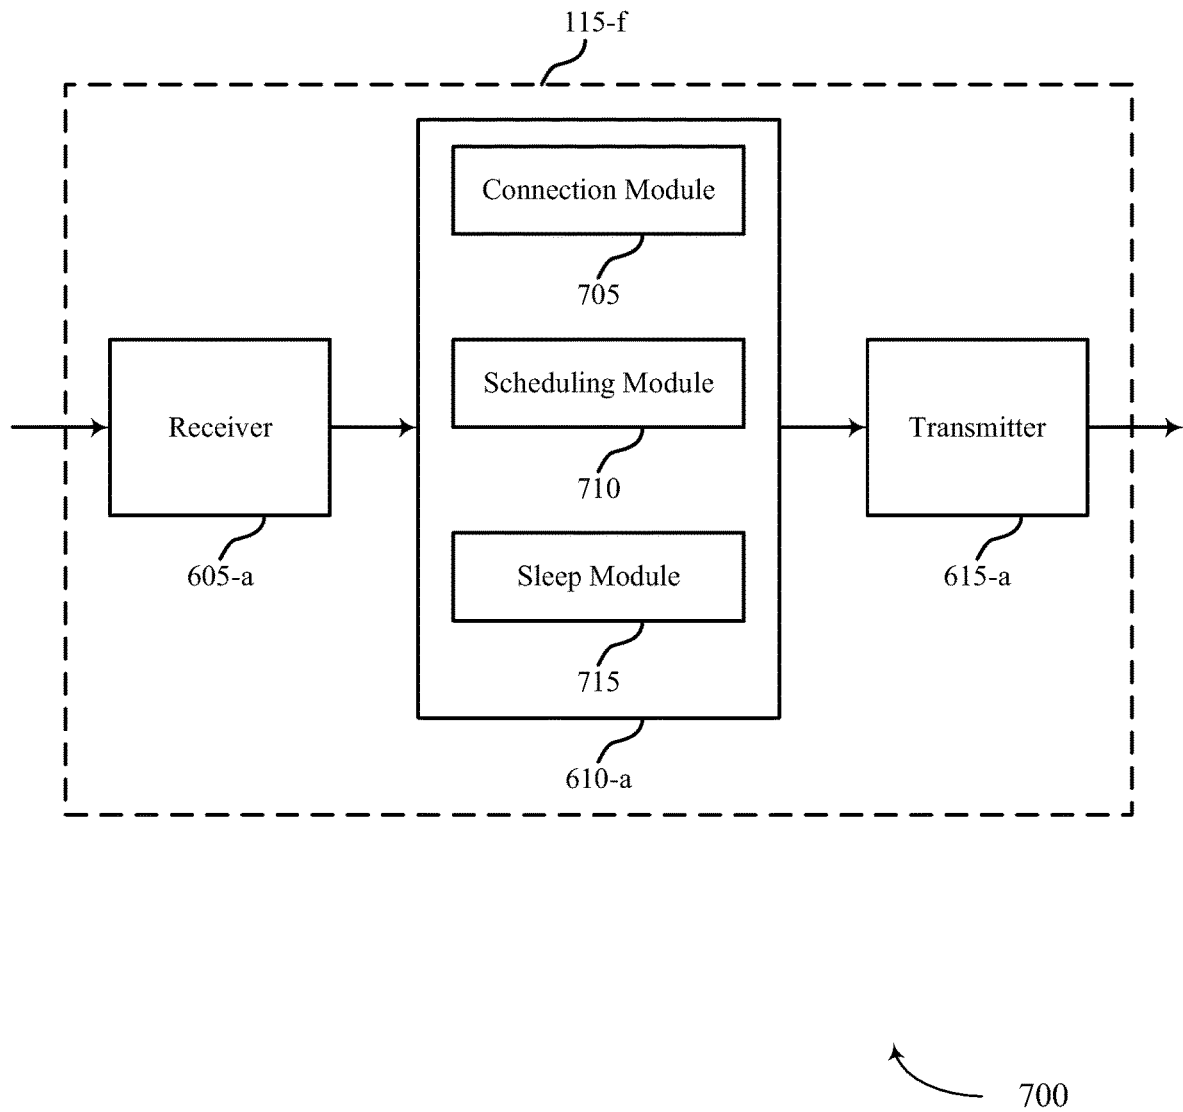 115-f
Connection Module
705
Receiver
605-a
Scheduling Module
710
Sleep Module
715
610-a
Transmitter
615-a
700